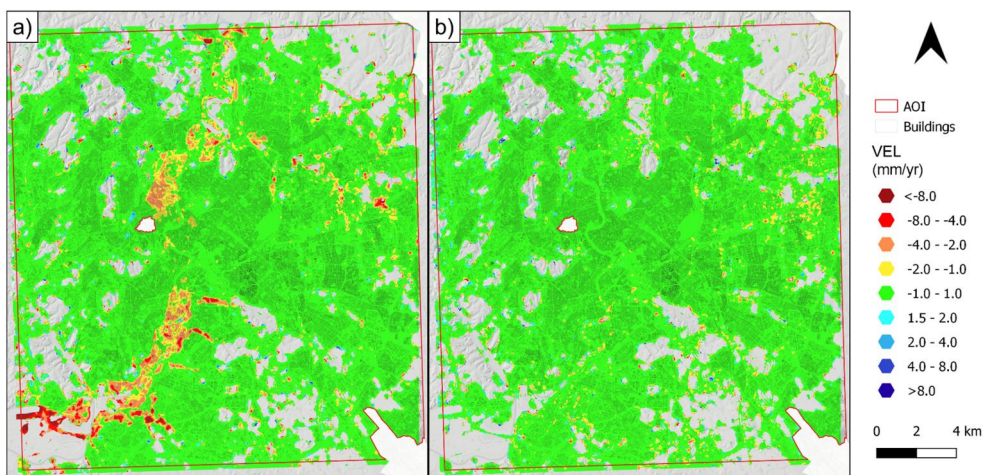 a)
b)
AOI
Buildings
VEL
(mm/yr)
<-8.0
-8.0 - -4.0
-4.0 - -2.0
-2.0 - -1.0
-1.0 - 1.0
1.5 - 2.0
2.0 - 4.0
4.0 - 8.0
>8.0
0 2 4 km